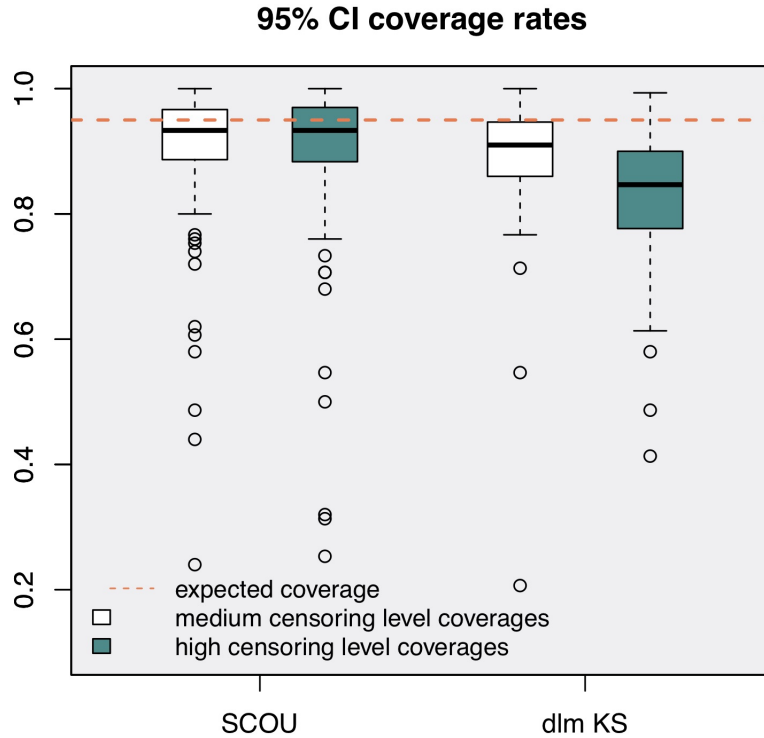 95% CI coverage rates
1.0
0.8
0.6
0.4
0.2
expected coverage
medium censoring level coverages
high censoring level coverages
SCOU dlm KS